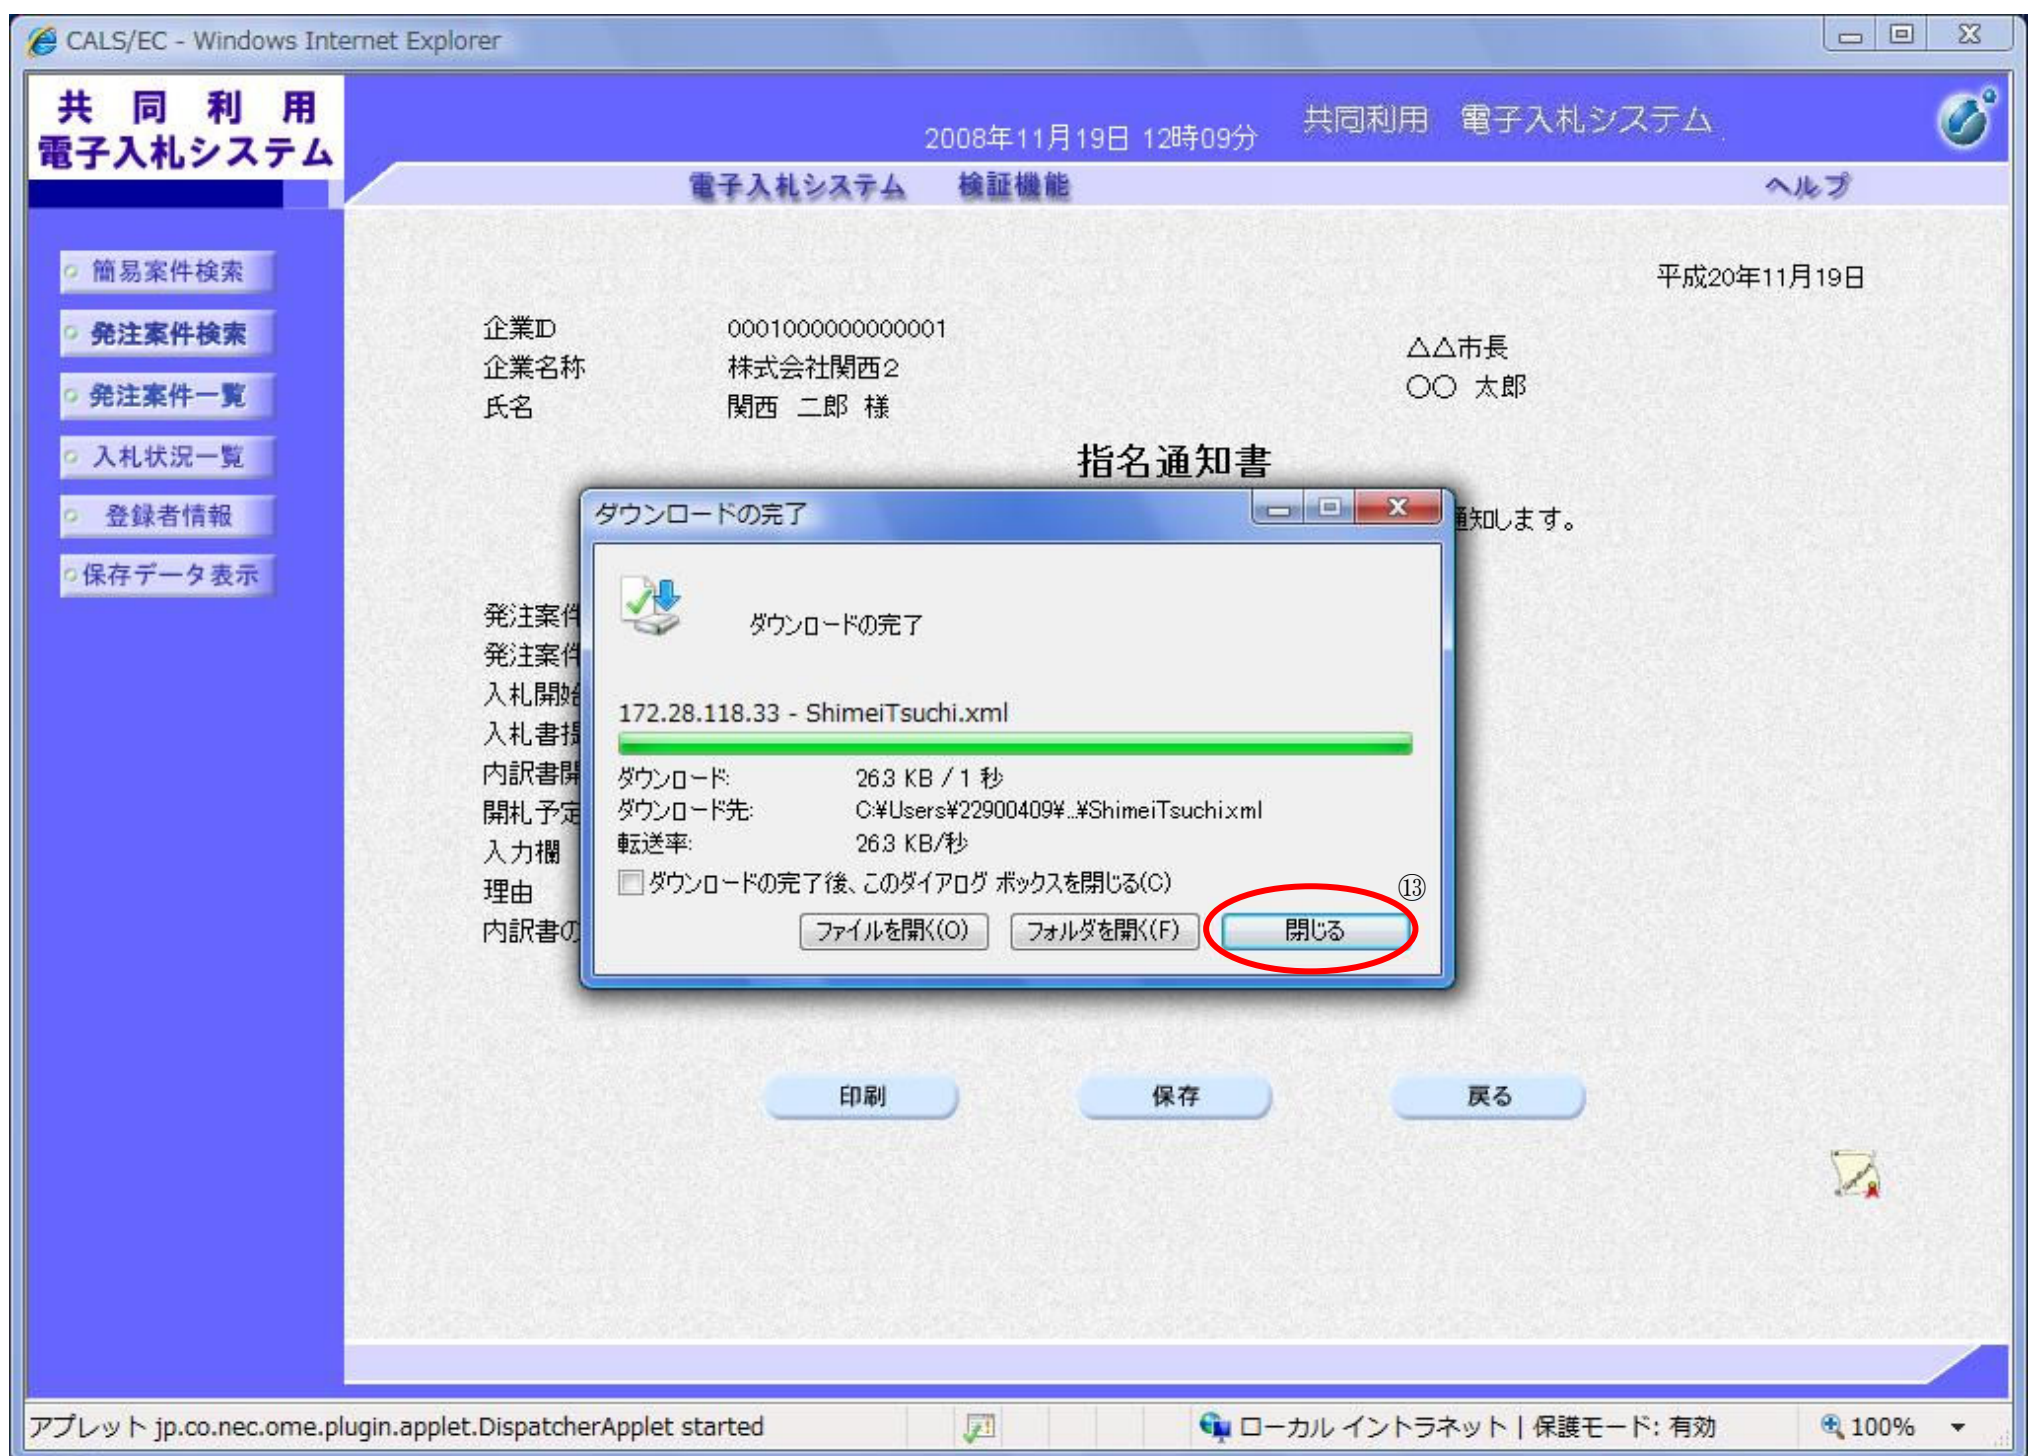 CALS/EC - Windows Internet Explorer
共同利用
電子入札システム
2008年11月19日 12時09分
共同利用 電子入札システム
電子入札システム 検証機能 ヘルプ
簡易案件検索
発注案件検索
発注案件一覧
入札状況一覧
登録者情報
保存データ表示
平成20年11月19日
企業ID 0001000000000001
企業名称 株式会社関西2
氏名 関西 二郎 様
△△市長
○○ 太郎
指名通知書
通知します。
発注案件
発注案件
入札開始
入札書提
内訳書開
開札予定
入力欄
理由
内訳書の
ダウンロードの完了
ダウンロードの完了
172.28.118.33 - ShimeiTsuchi.xml
ダウンロード: 26.3 KB / 1 秒
ダウンロード先: C:¥Users¥22900409¥...¥ShimeiTsuchi.xml
転送率: 26.3 KB/秒
ダウンロードの完了後、このダイアログ ボックスを閉じる(C)
⑬
ファイルを開く(O) フォルダを開く(F) 閉じる
印刷 保存 戻る
アプレット jp.co.nec.ome.plugin.applet.DispatcherApplet started
ローカル イントラネット | 保護モード: 有効
100%